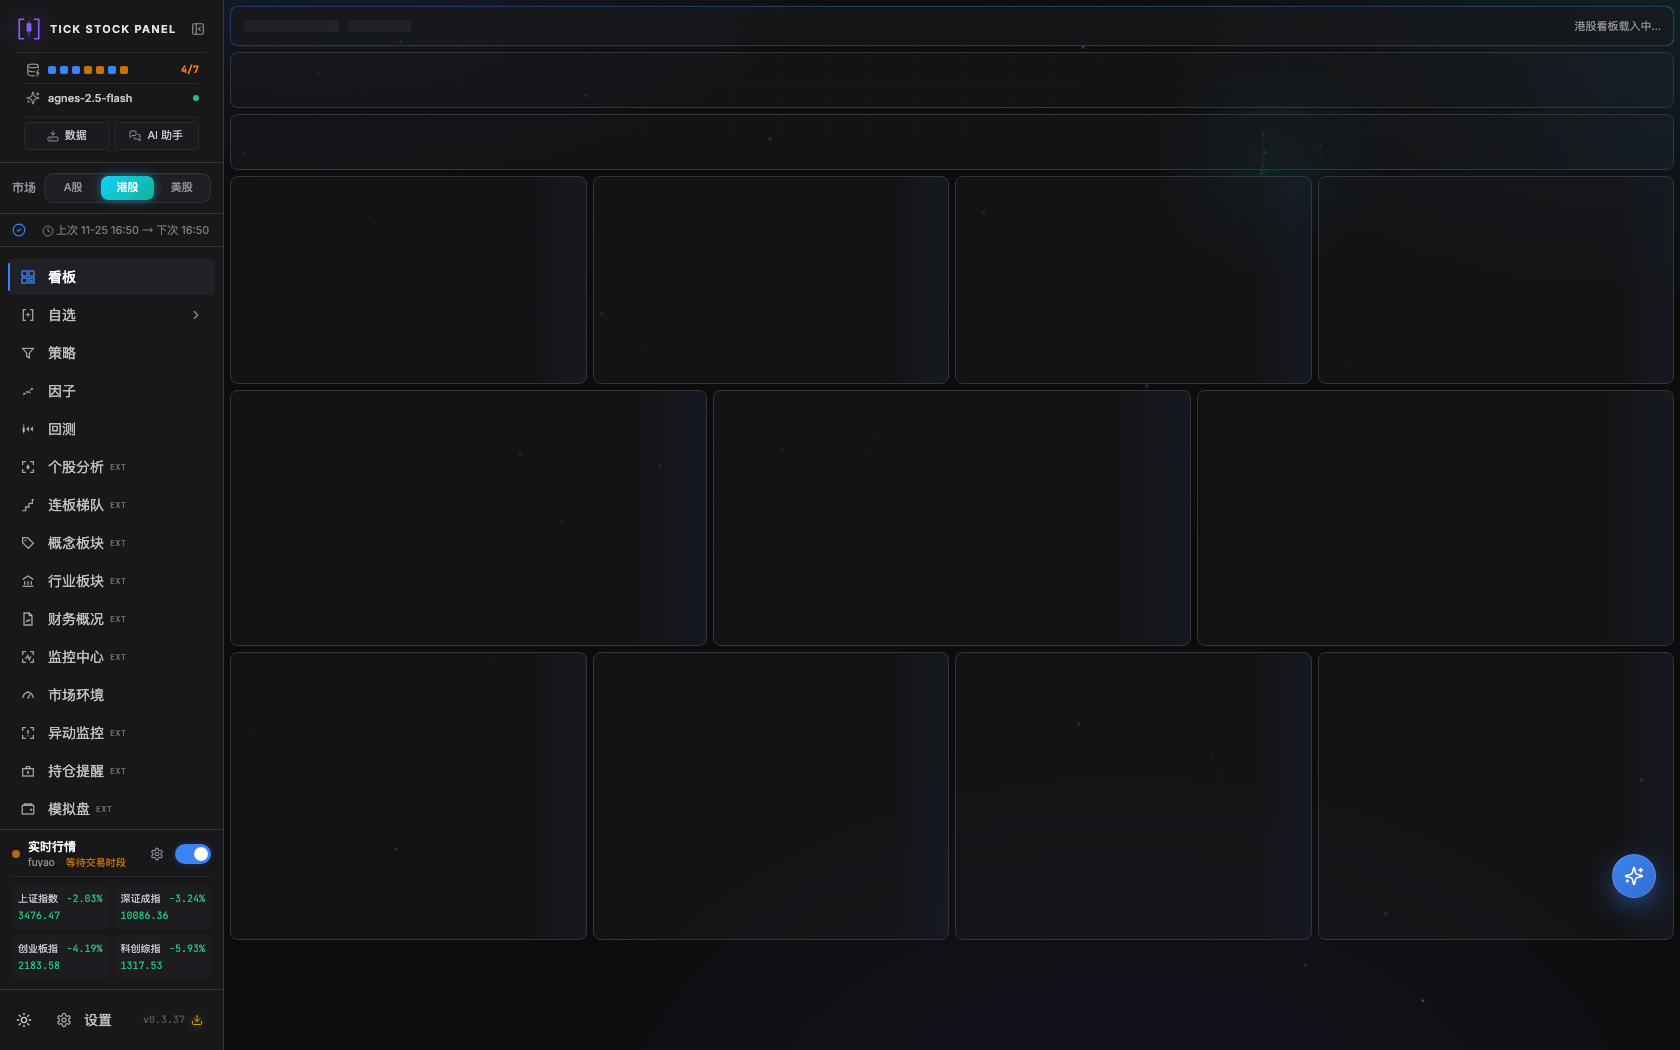 TICK STOCK PANEL
4/7
agnes-2.5-flash
数据
AI 助手
市场 A股 港股 美股
上次 11-25 16:50 → 下次 16:50
看板
自选
策略
因子
回测
个股分析 EXT
连板梯队 EXT
概念板块 EXT
行业板块 EXT
财务概况 EXT
监控中心 EXT
市场环境
异动监控 EXT
持仓提醒 EXT
模拟盘 EXT
实时行情
fuyao 等待交易时段
上证指数 -2.03%
3476.47
深证成指 -3.24%
10086.36
创业板指 -4.19%
2183.58
科创综指 -5.93%
1317.53
设置
v0.3.37
港股看板载入中...